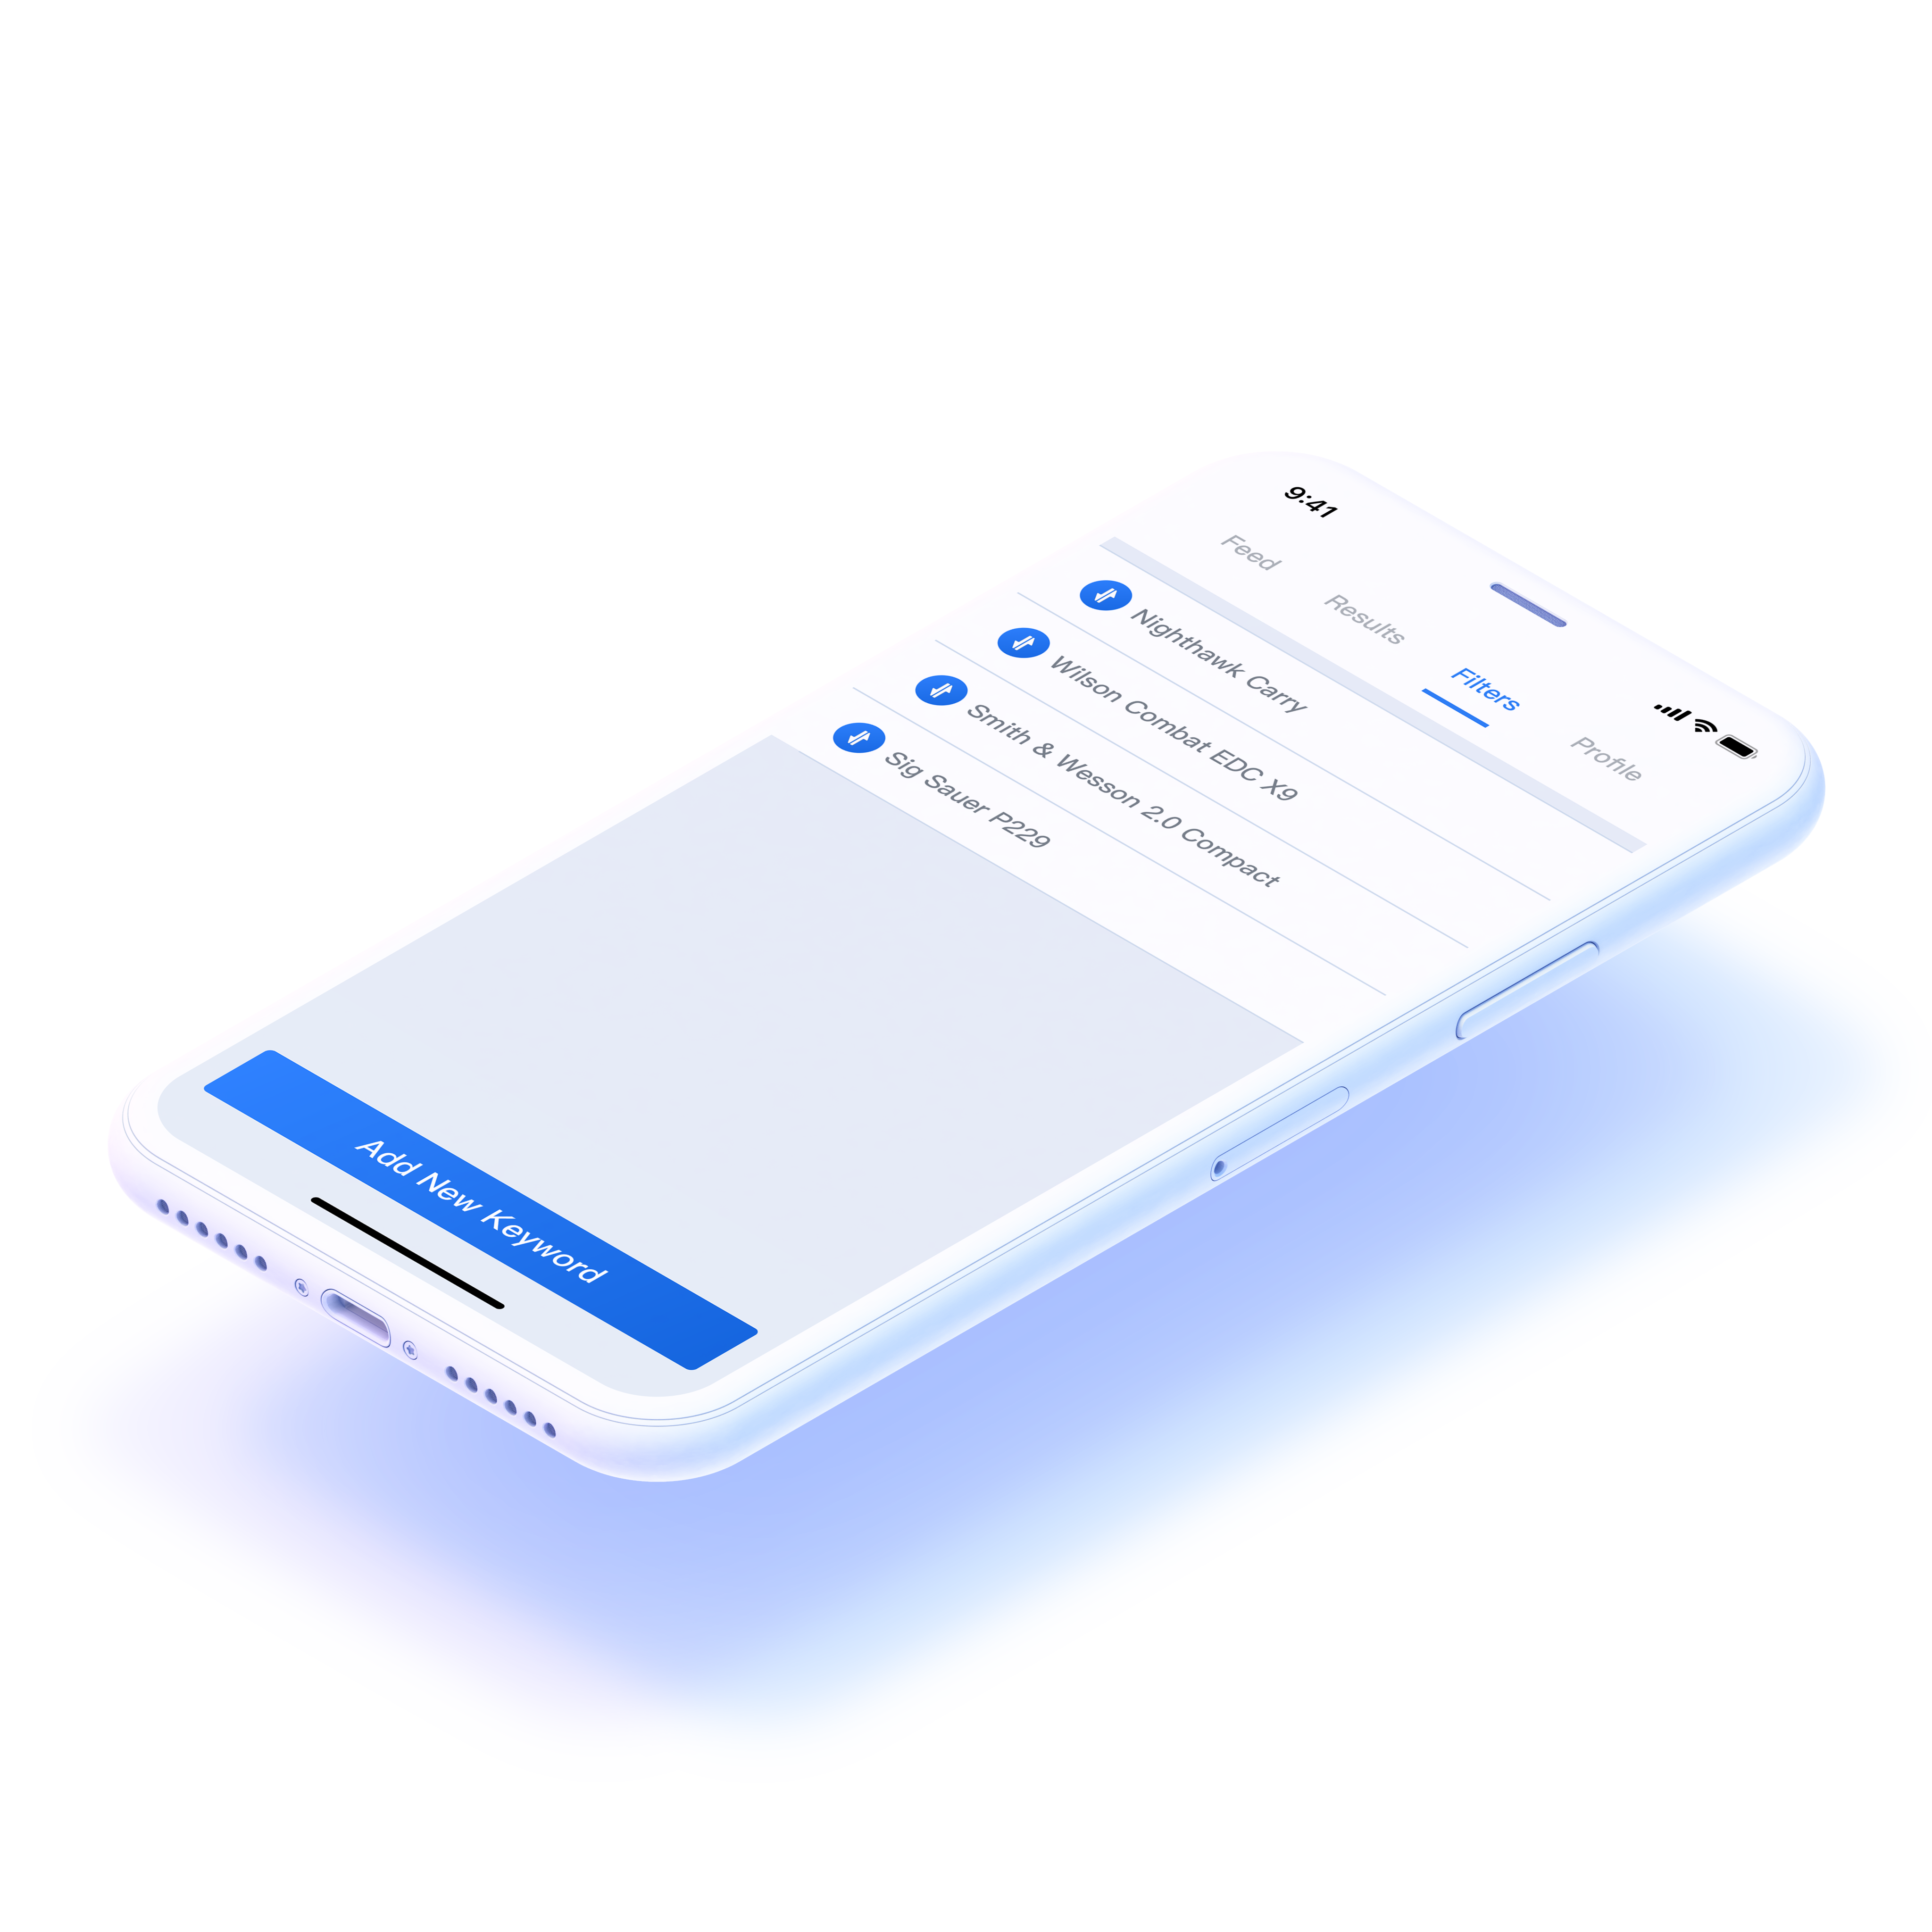 9:41
Feed
Results
Filters
Profile
Nighthawk Carry
Wilson Combat EDC X9
Smith & Wesson 2.0 Compact
Sig Sauer P229
Add New Keyword